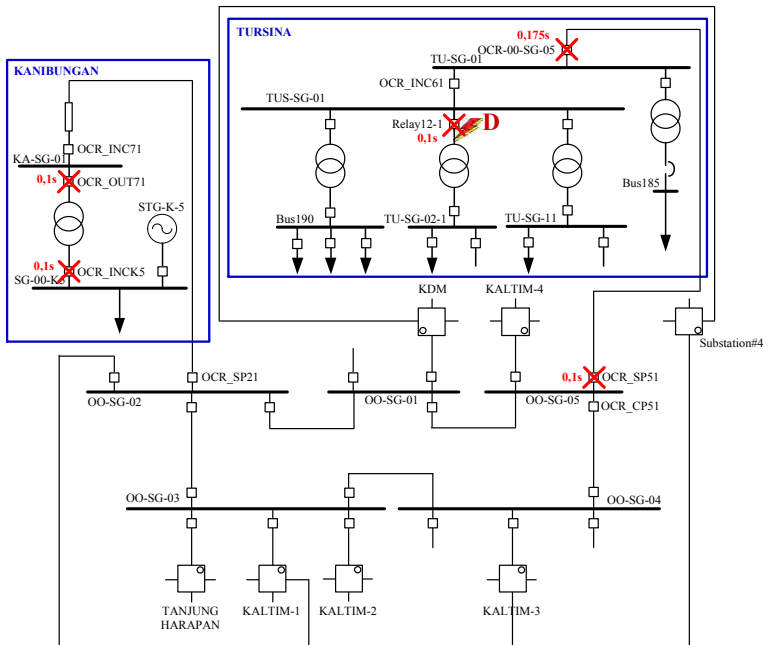 TURSINA
0,175s
OCR-00-SG-05
TU-SG-01
KANIBUNGAN
OCR_INC61
TUS-SG-01
Relay12-1
D
0,1s
OCR_INC71
KA-SG-01
0,1s
OCR_OUT71
STG-K-5
Bus185
Bus190
TU-SG-02-1
TU-SG-11
0,1s
OCR_INCK5
SG-00-K5
KDM
KALTIM-4
Substation#4
OCR_SP21
0,1s
OCR_SP51
OO-SG-02
OO-SG-01
OO-SG-05
OCR_CP51
OO-SG-03
OO-SG-04
TANJUNG
HARAPAN
KALTIM-1
KALTIM-2
KALTIM-3